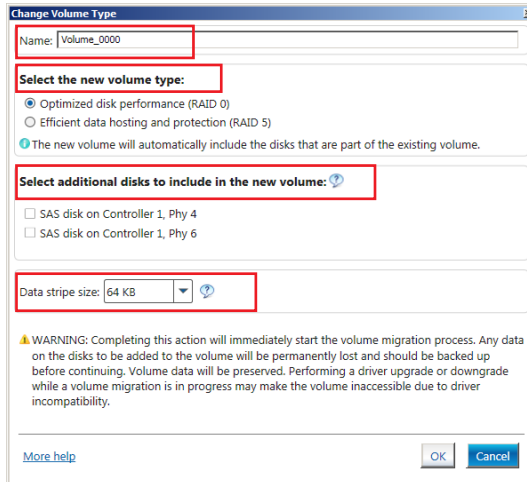 Change Volume Type
Name: Volume_0000
Select the new volume type:
Optimized disk performance (RAID 0)
Efficient data hosting and protection (RAID 5)
The new volume will automatically include the disks that are part of the existing volume.
Select additional disks to include in the new volume:
SAS disk on Controller 1, Phy 4
SAS disk on Controller 1, Phy 6
Data stripe size: 64 KB
WARNING: Completing this action will immediately start the volume migration process. Any data
on the disks to be added to the volume will be permanently lost and should be backed up
before continuing. Volume data will be preserved. Performing a driver upgrade or downgrade
while a volume migration is in progress may make the volume inaccessible due to driver
incompatibility.
More help
OK
Cancel